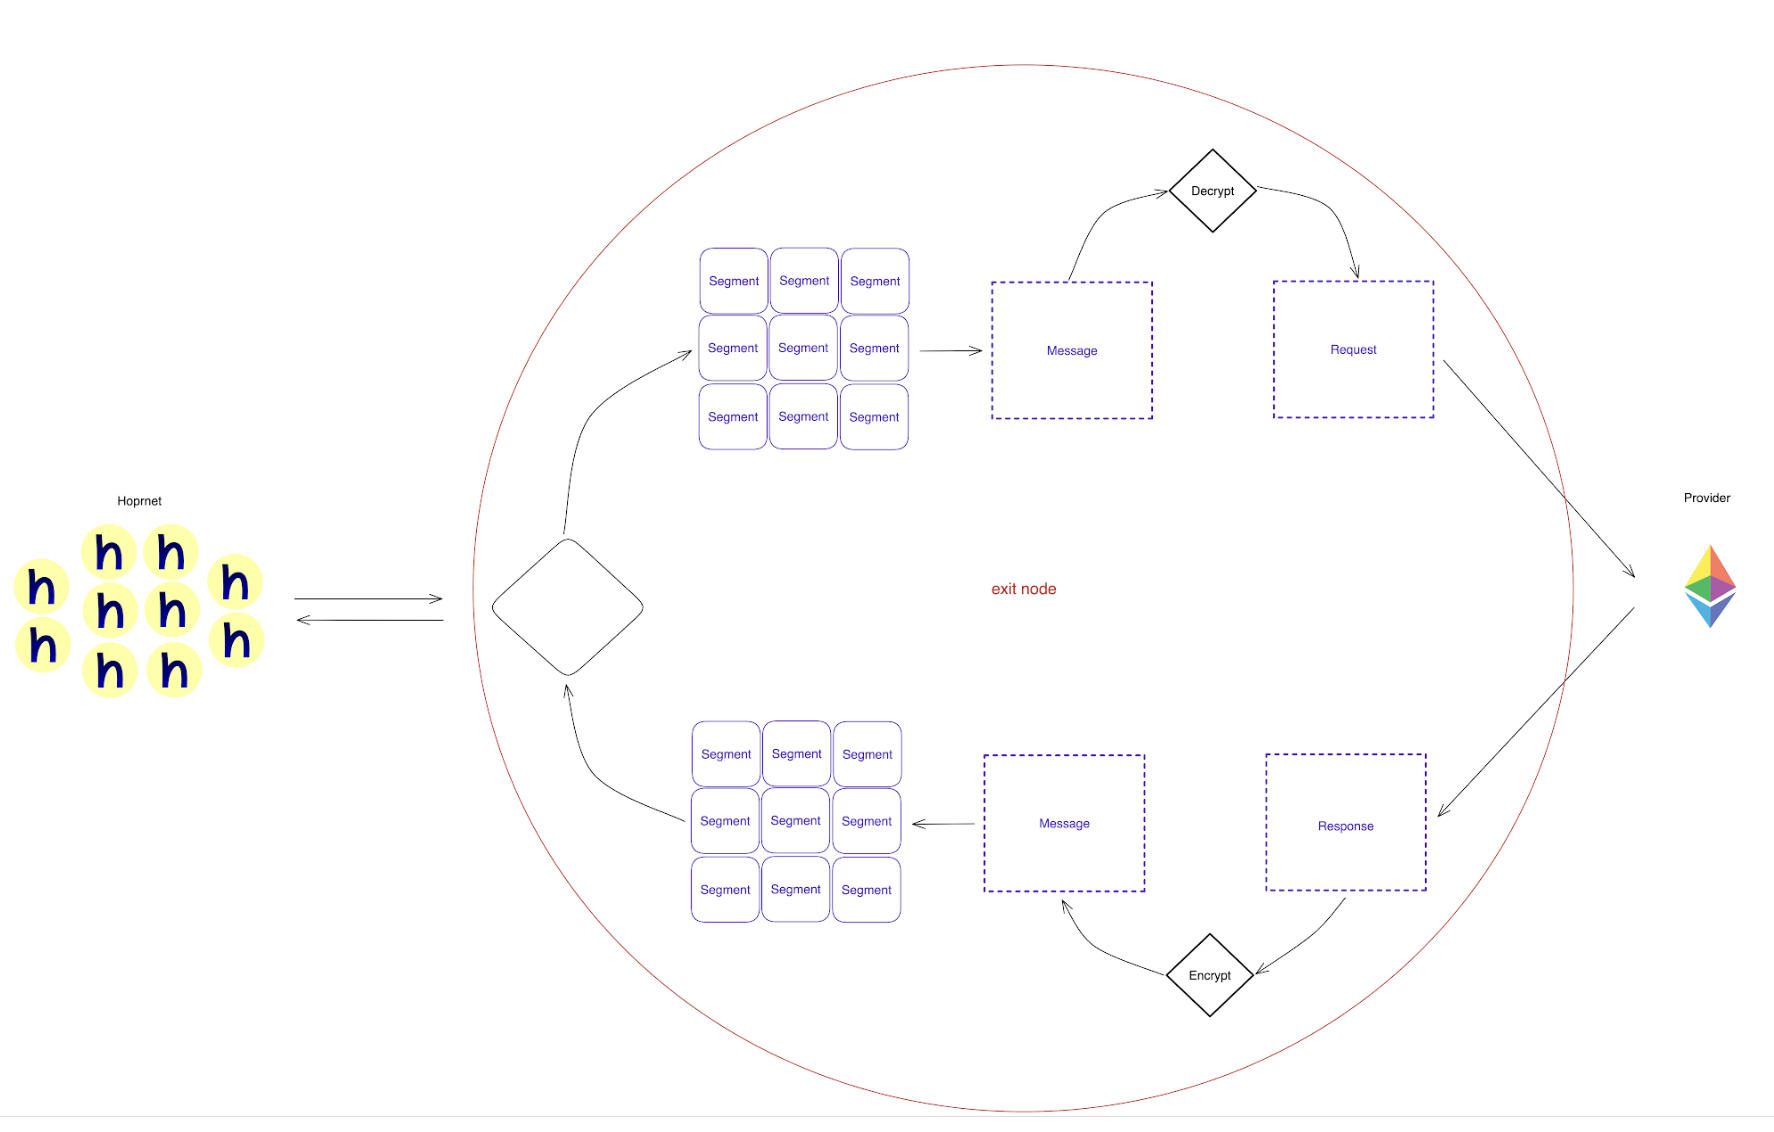 Decrypt
Segment Segment Segment
Segment Segment Segment
Message
Request
Segment Segment Segment
Hoprnet
Provider
h h
h h
h h
exit node
h h
h h
Segment Segment Segment
Segment Segment Segment
Message
Response
Segment Segment Segment
Encrypt